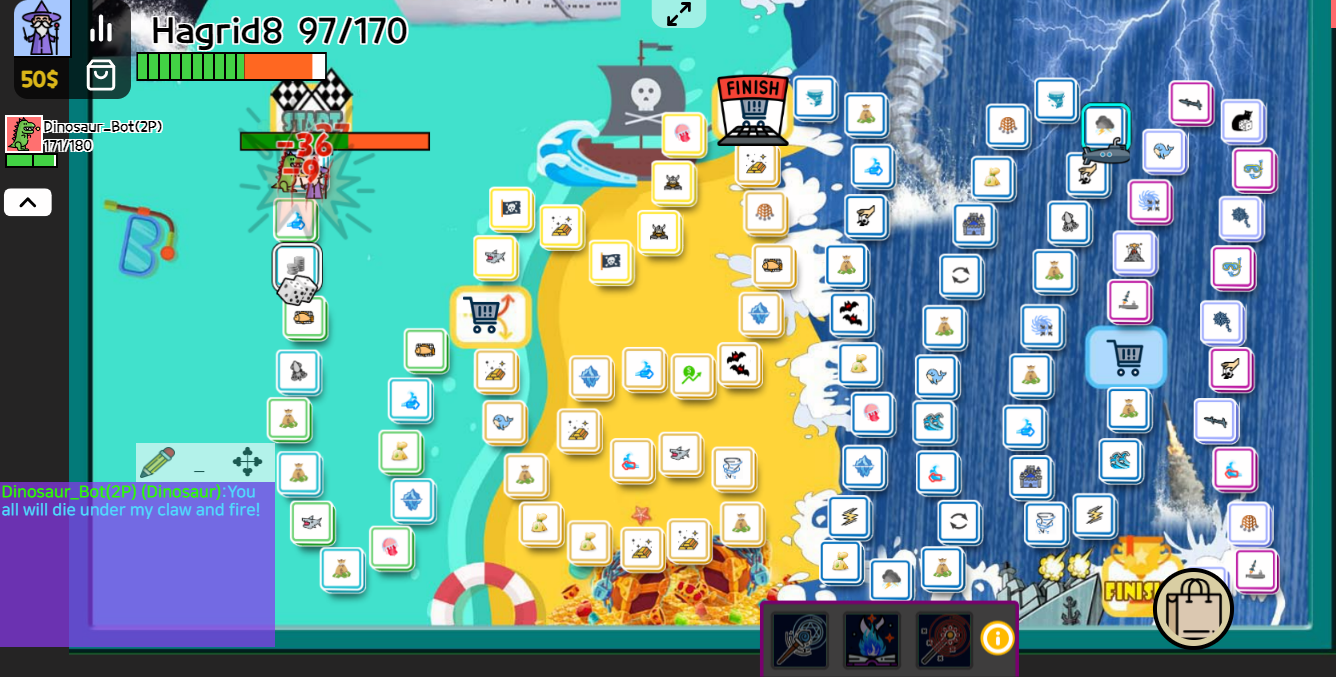 Hagrid8 97/170
50$
Dinosaur_Bot(2P)
171/180
START
-37
-36
-9
FINISH
B
Dinosaur_Bot(2P) (Dinosaur):You
all will die under my claw and fire!
FINISH